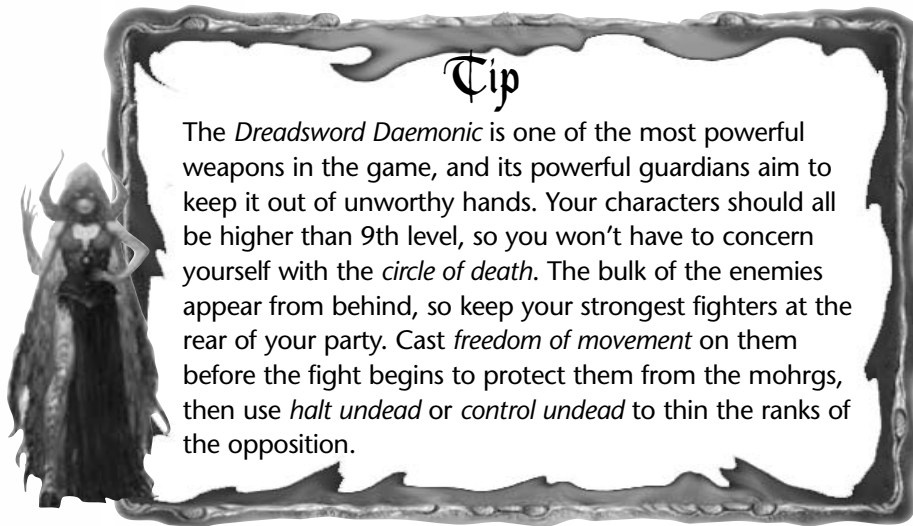 Tip
The Dreadsword Daemonic is one of the most powerful
weapons in the game, and its powerful guardians aim to
keep it out of unworthy hands. Your characters should all
be higher than 9th level, so you won’t have to concern
yourself with the circle of death. The bulk of the enemies
appear from behind, so keep your strongest fighters at the
rear of your party. Cast freedom of movement on them
before the fight begins to protect them from the mohrgs,
then use halt undead or control undead to thin the ranks of
the opposition.